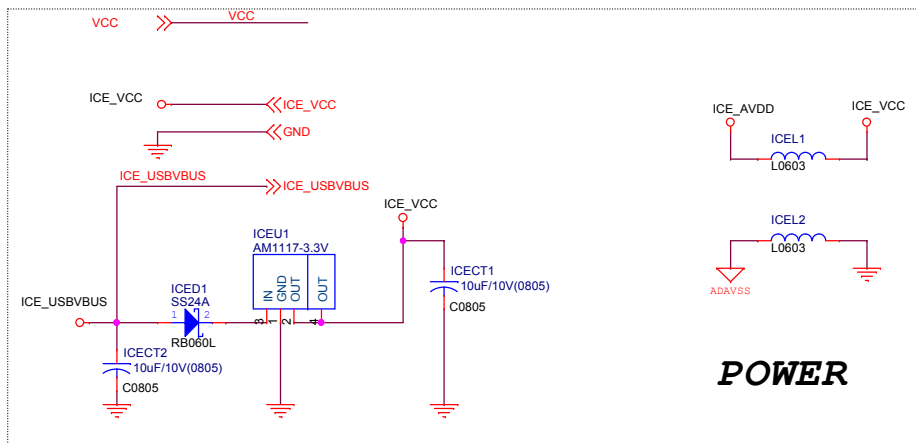 VCC
VCC
ICE_VCC
ICE_VCC
GND
ICE_USBVBUS
ICE_USBVBUS
ICE_VCC
ICE_AVDD
ICE_VCC
ICEL1
L0603
ICEL2
L0603
ADAVSS
ICEU1
AM1117-3.3V
IN
GND
OUT
OUT
3
1
2
4
ICECT1
10uF/10V(0805)
C0805
ICED1
SS24A
ICE_USBVBUS
1
2
RB060L
ICECT2
10uF/10V(0805)
C0805
POWER